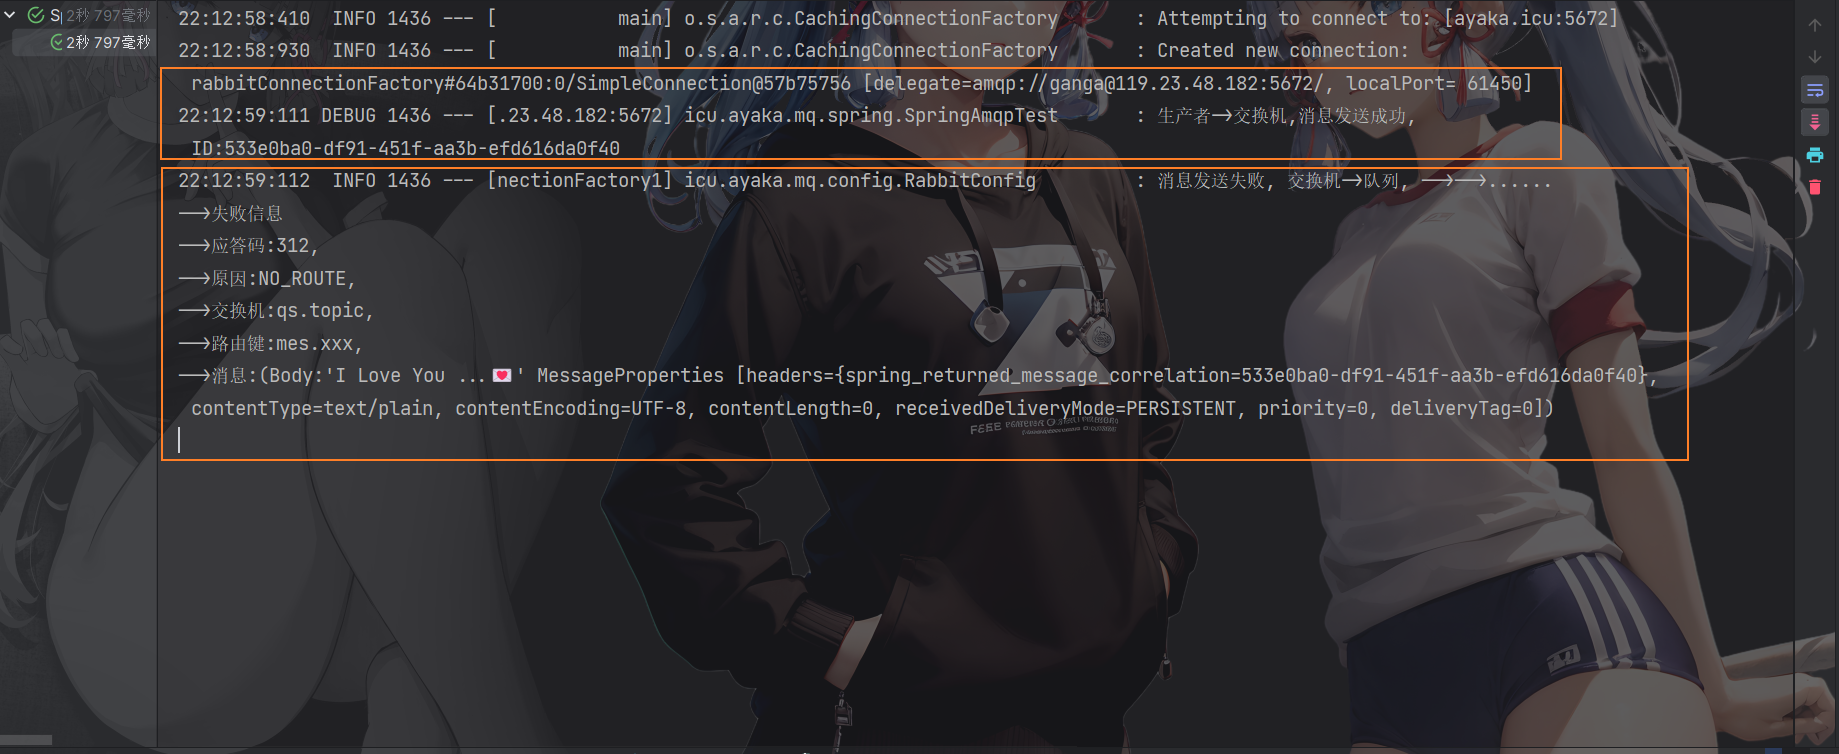 S 2秒 797毫秒
2秒 797毫秒
22:12:58:410  INFO 1436 --- [           main] o.s.a.r.c.CachingConnectionFactory       : Attempting to connect to: [ayaka.icu:5672]
22:12:58:930  INFO 1436 --- [           main] o.s.a.r.c.CachingConnectionFactory       : Created new connection:
rabbitConnectionFactory#64b31700:0/SimpleConnection@57b75756 [delegate=amqp://ganga@119.23.48.182:5672/, localPort= 61450]
22:12:59:111 DEBUG 1436 --- [.23.48.182:5672] icu.ayaka.mq.spring.SpringAmqpTest       : 生产者-->交换机,消息发送成功,
ID:533e0ba0-df91-451f-aa3b-efd616da0f40
22:12:59:112  INFO 1436 --- [nectionFactory1] icu.ayaka.mq.config.RabbitConfig         : 消息发送失败, 交换机-->队列, --->--->......
--->失败信息
--->应答码:312,
--->原因:NO_ROUTE,
--->交换机:qs.topic,
--->路由键:mes.xxx,
--->消息:(Body:'I Love You ...💌' MessageProperties [headers={spring_returned_message_correlation=533e0ba0-df91-451f-aa3b-efd616da0f40},
contentType=text/plain, contentEncoding=UTF-8, contentLength=0, receivedDeliveryMode=PERSISTENT, priority=0, deliveryTag=0])